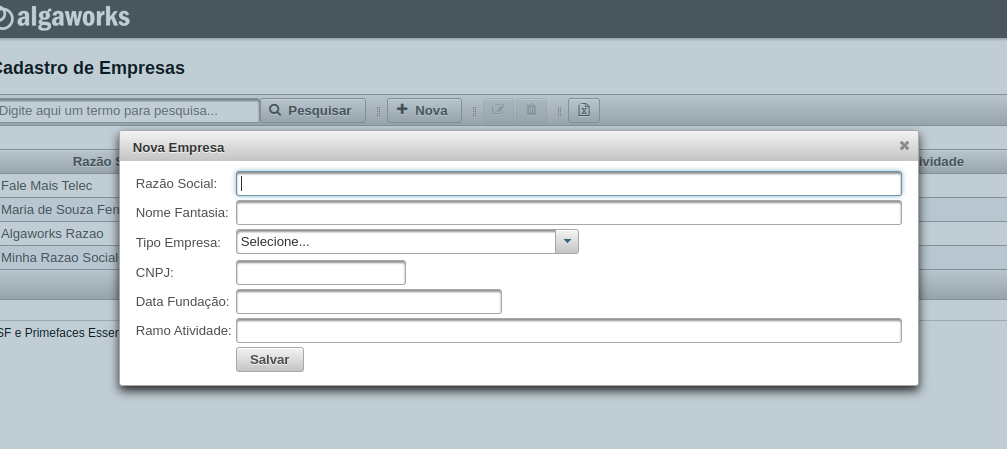 algaworks
Cadastro de Empresas
Digite aqui um termo para pesquisa...
Pesquisar
Nova
Razão S
ividade
Fale Mais Telec
Maria de Souza Fer
Algaworks Razao
Minha Razao Social
SF e Primefaces Essen
Nova Empresa
Razão Social:
Nome Fantasia:
Tipo Empresa: Selecione...
CNPJ:
Data Fundação:
Ramo Atividade:
Salvar